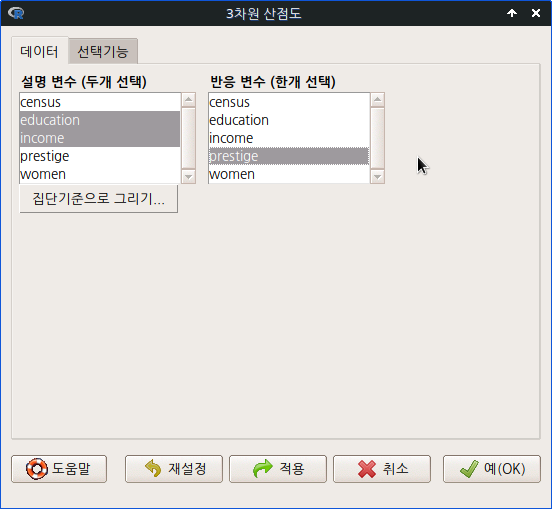 3차원 산점도
데이터 선택기능
설명 변수 (두개 선택) 반응 변수 (한개 선택)
census census
education education
income income
prestige prestige
women women
집단기준으로 그리기...
도움말 재설정 적용 취소 예(OK)